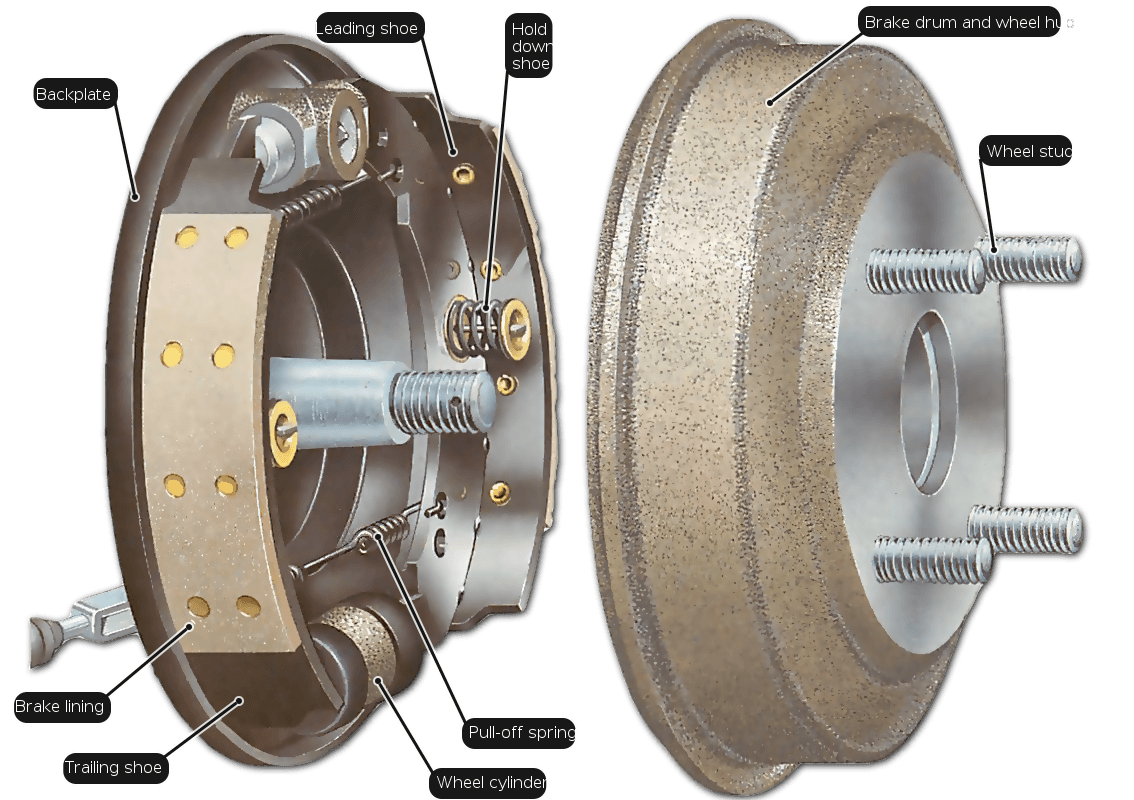 Leading shoe
Hold
down
shoe
Brake drum and wheel hu
Backplate
Wheel stud
Brake lining
Pull-off spring
Trailing shoe
Wheel cylinder